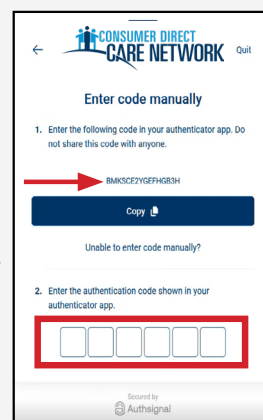 CONSUMER DIRECT
CARE NETWORK
Quit
Enter code manually
1. Enter the following code in your authenticator app. Do
not share this code with anyone.
BMKSCE2YGEFHGB3H
Copy
Unable to enter code manually?
2. Enter the authentication code shown in your
authenticator app.
Secured by
Authsignal